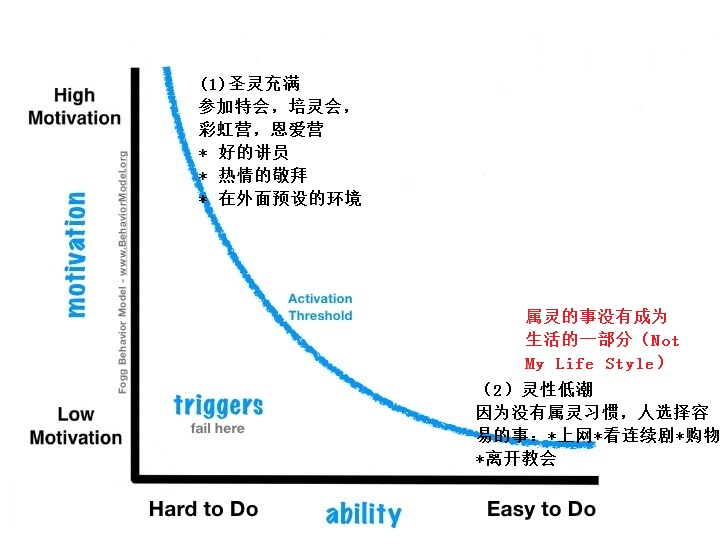 High
Motivation
motivation
Fogg Behavior Model - www.BehaviorModel.org
(1)圣灵充满
参加特会，培灵会，
彩虹营，恩爱营
* 好的讲员
* 热情的敬拜
* 在外面预设的环境
Activation
Threshold
属灵的事没有成为
生活的一部分（Not
My Life Style）
triggers
fail here
（2）灵性低潮
因为没有属灵习惯，人选择容
易的事：*上网*看连续剧*购物
*离开教会
Low
Motivation
Hard to Do
ability
Easy to Do